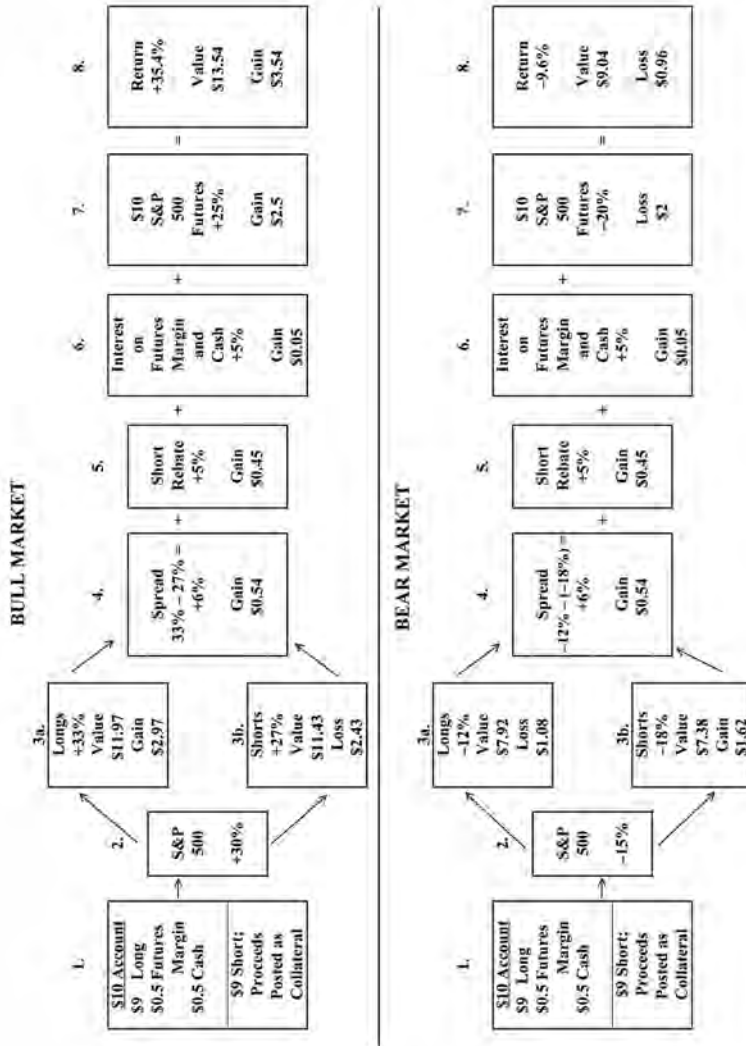 BULL MARKET
1.
$10 Account
$9 Long
$0.5 Futures
Margin
$0.5 Cash
$9 Short;
Proceeds
Posted as
Collateral
2.
S&P
500
+30%
3a.
Longs
+33%
Value
$11.97
Gain
$2.97
3b.
Shorts
+27%
Value
$11.43
Loss
$2.43
4.
Spread
33% – 27% =
+6%
Gain
$0.54
+
5.
Short
Rebate
+5%
Gain
$0.45
+
6.
Interest
on
Futures
Margin
and
Cash
+5%
Gain
$0.05
+
7.
$10
S&P
500
Futures
+25%
Gain
$2.5
=
8.
Return
+35.4%
Value
$13.54
Gain
$3.54
BEAR MARKET
1.
$10 Account
$9 Long
$0.5 Futures
Margin
$0.5 Cash
$9 Short;
Proceeds
Posted as
Collateral
2.
S&P
500
–15%
3a.
Longs
–12%
Value
$7.92
Loss
$1.08
3b.
Shorts
–18%
Value
$7.38
Gain
$1.62
4.
Spread
–12% – (–18%) =
+6%
Gain
$0.54
+
5.
Short
Rebate
+5%
Gain
$0.45
+
6.
Interest
on
Futures
Margin
and
Cash
+5%
Gain
$0.05
+
7.
$10
S&P
500
Futures
–20%
Loss
$2
=
8.
Return
–9.6%
Value
$9.04
Loss
$0.96